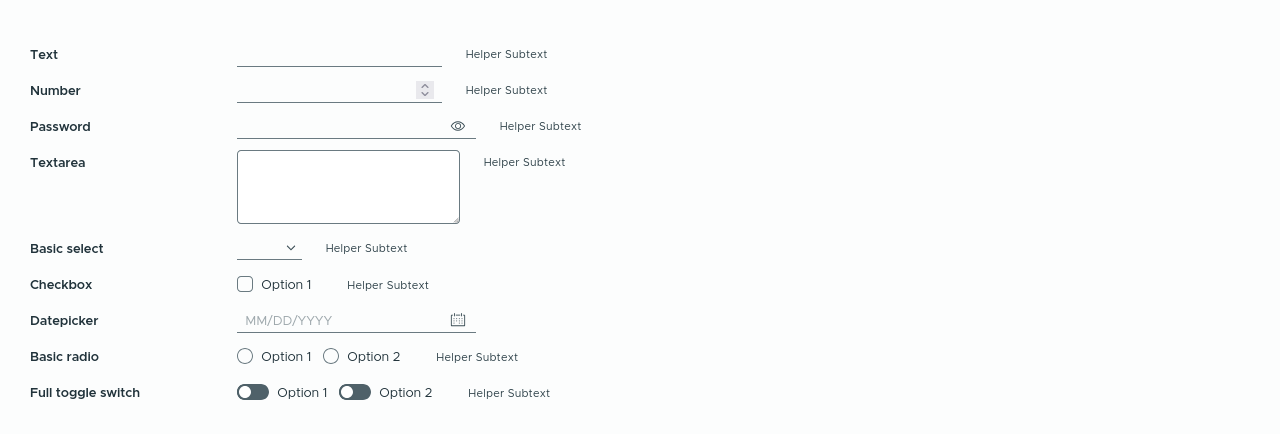 Text Helper Subtext
Number Helper Subtext
Password Helper Subtext
Textarea Helper Subtext
Basic select Helper Subtext
Checkbox Option 1 Helper Subtext
Datepicker MM/DD/YYYY
Basic radio Option 1 Option 2 Helper Subtext
Full toggle switch Option 1 Option 2 Helper Subtext